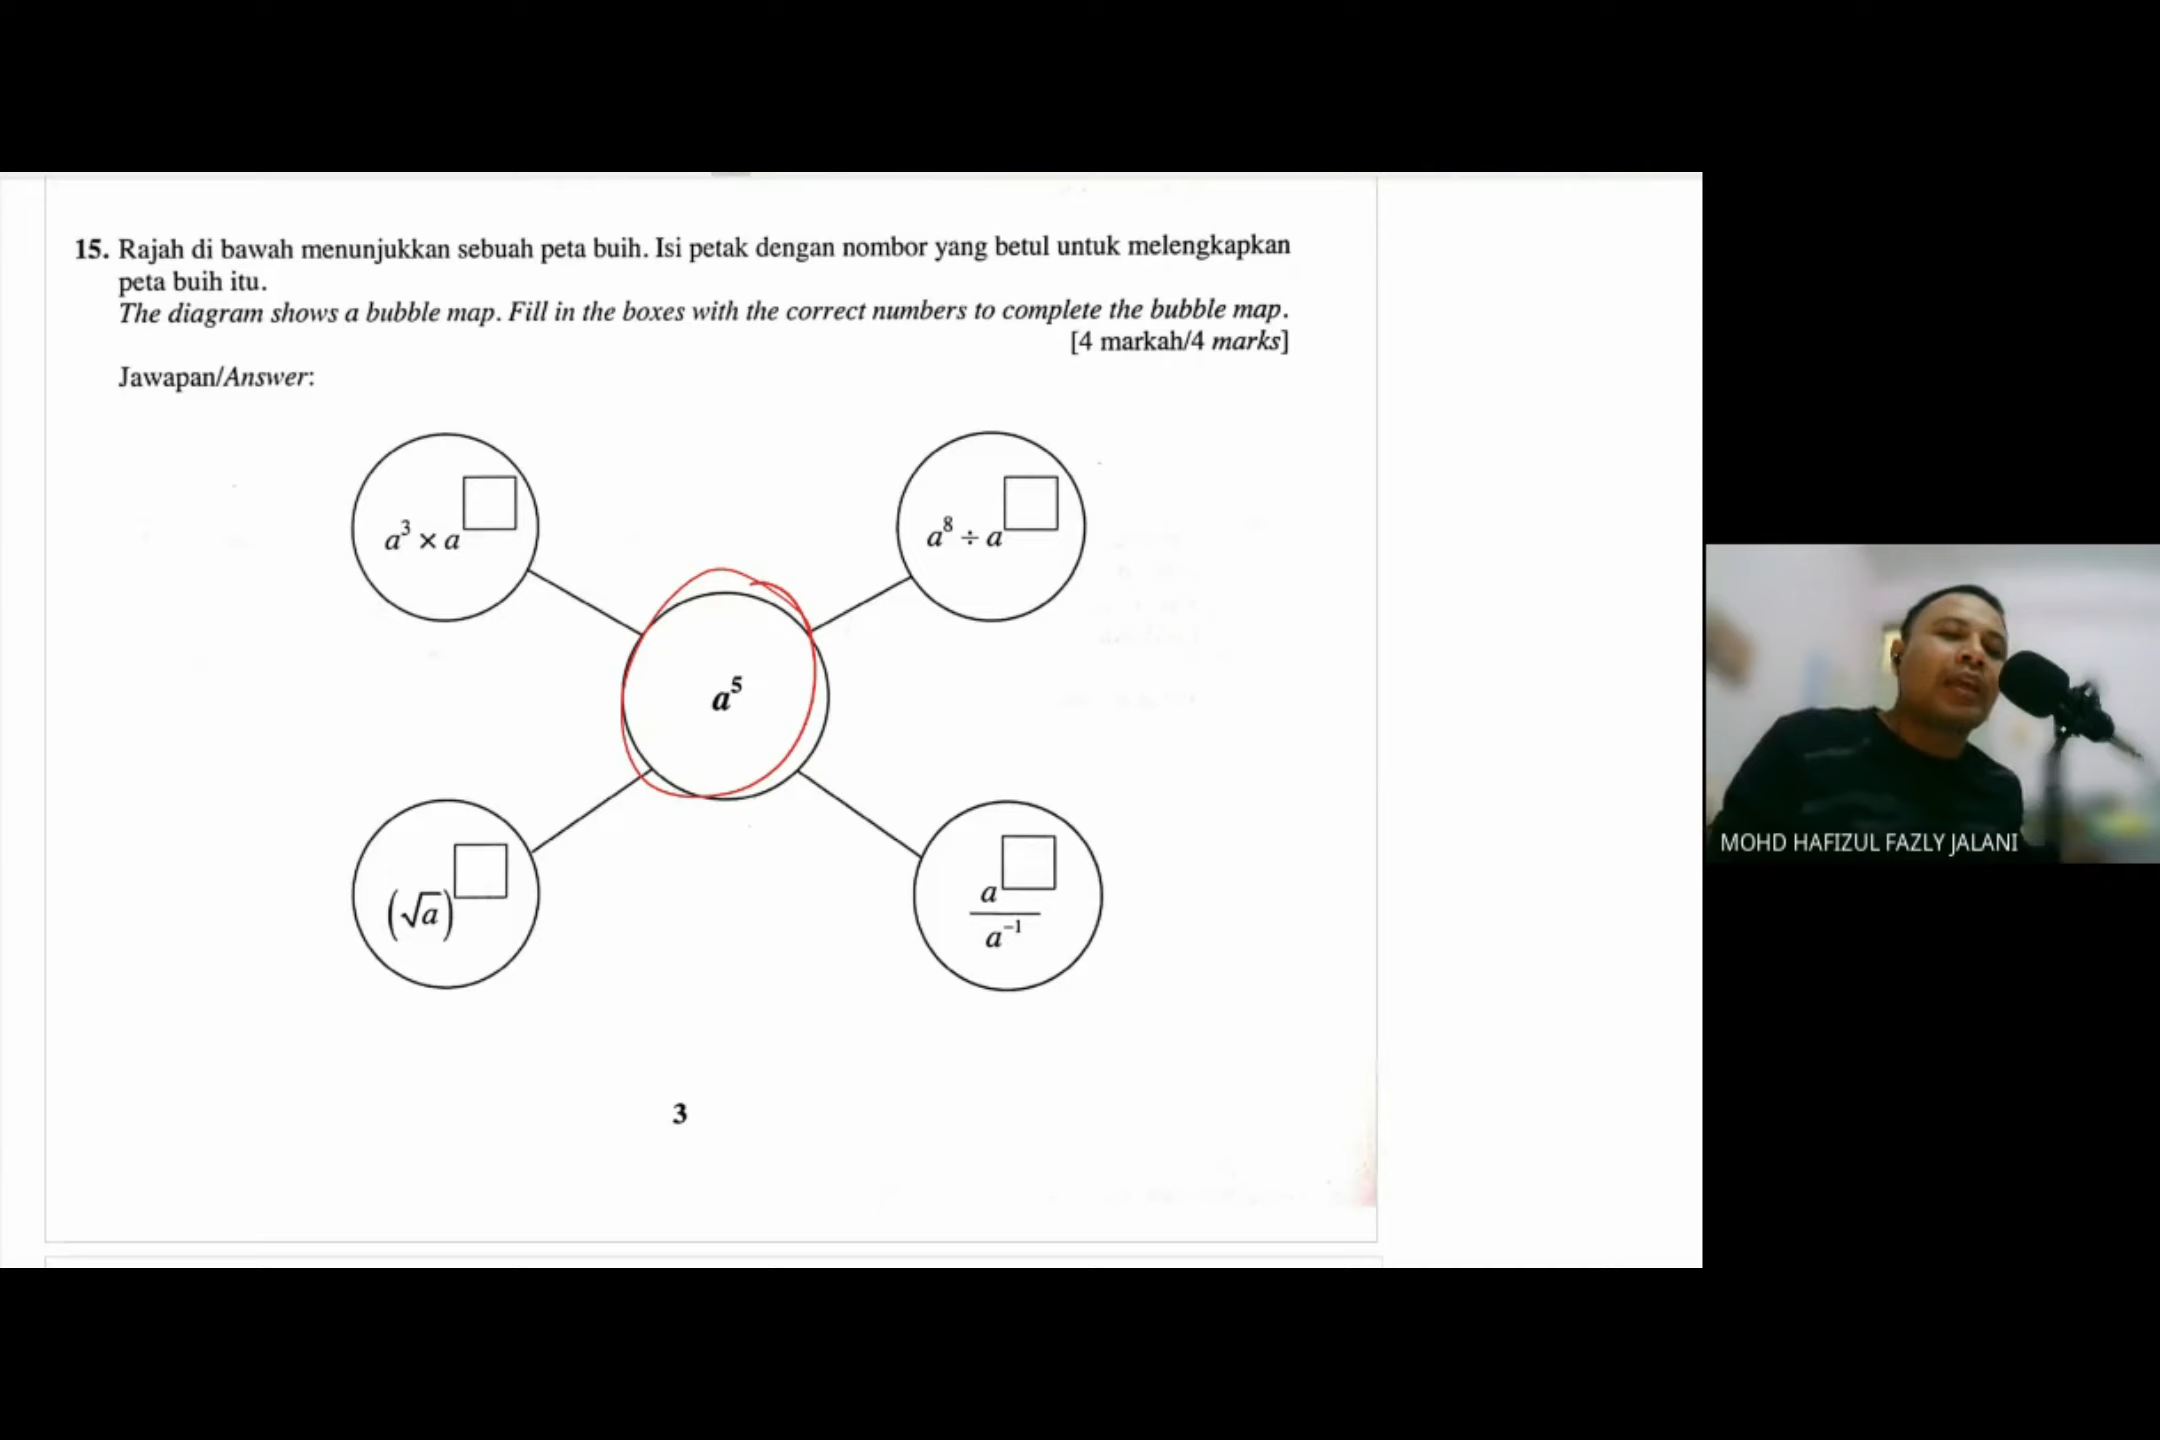 15. Rajah di bawah menunjukkan sebuah peta buih. Isi petak dengan nombor yang betul untuk melengkapkan
peta buih itu.
The diagram shows a bubble map. Fill in the boxes with the correct numbers to complete the bubble map.
[4 markah/4 marks]
Jawapan/Answer:
a³ × a□
a⁸ ÷ a□
a⁵
(√a)□
a□
a⁻¹
3
MOHD HAFIZUL FAZLY JALANI